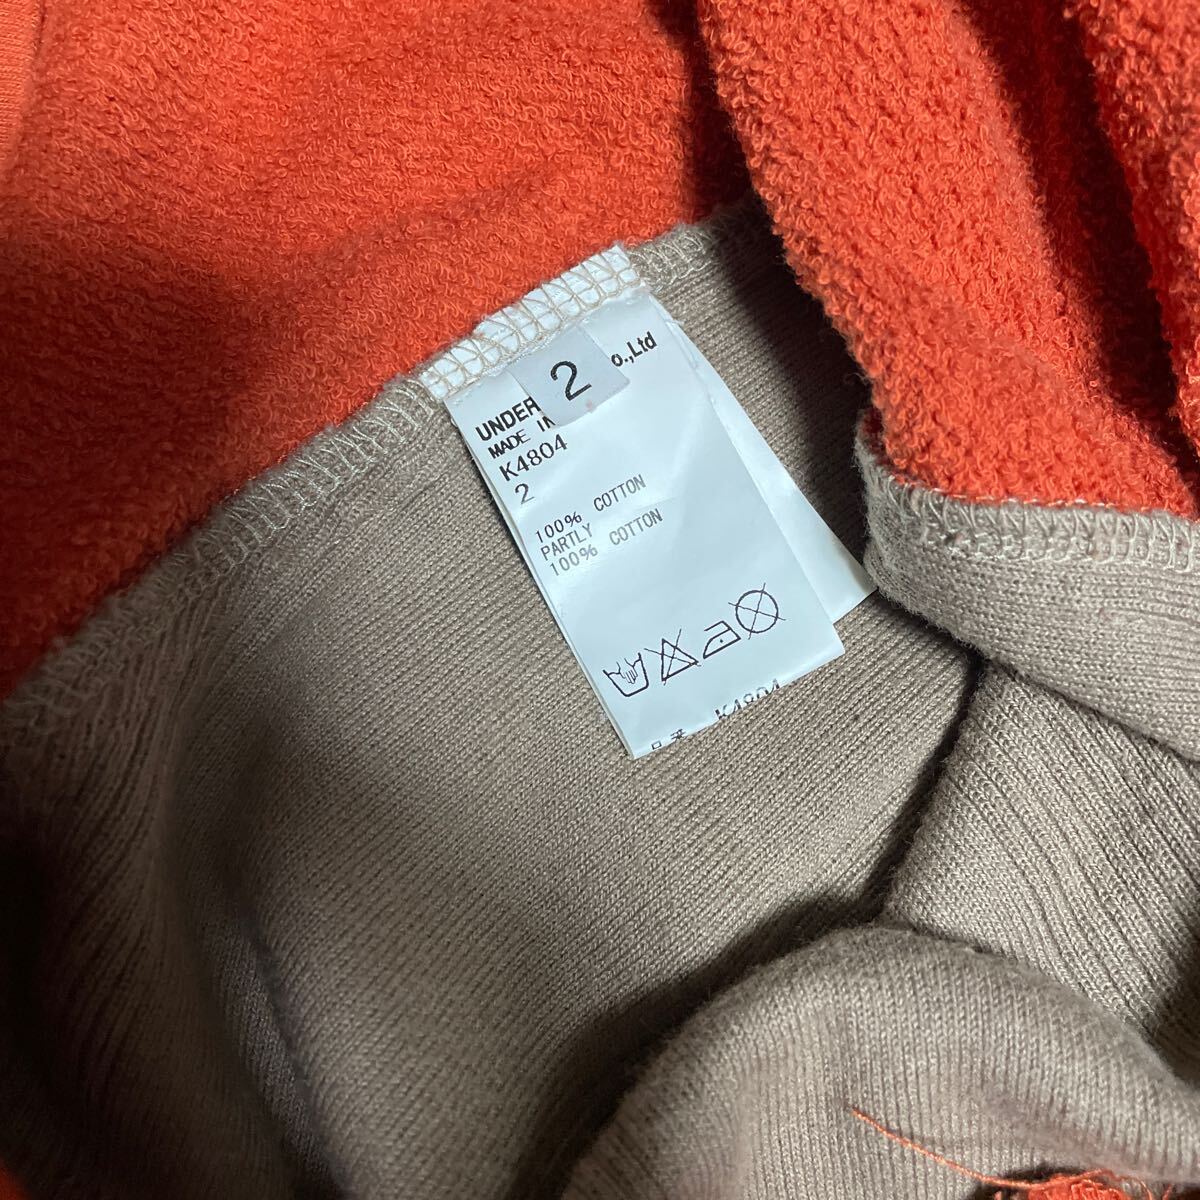 2
UNDER o.,Ltd
MADE IN
K4804
2
100% COTTON
PARTLY
100% COTTON
K4804